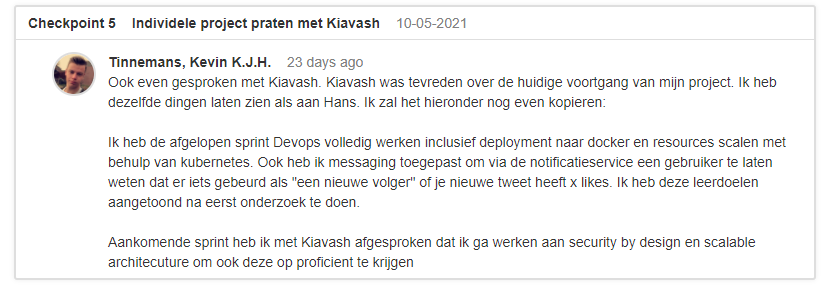 Checkpoint 5 Individele project praten met Kiavash 10-05-2021
Tinnemans, Kevin K.J.H. 23 days ago
Ook even gesproken met Kiavash. Kiavash was tevreden over de huidige voortgang van mijn project. Ik heb
dezelfde dingen laten zien als aan Hans. Ik zal het hieronder nog even kopieren:
Ik heb de afgelopen sprint Devops volledig werken inclusief deployment naar docker en resources scalen met
behulp van kubernetes. Ook heb ik messaging toegepast om via de notificatieservice een gebruiker te laten
weten dat er iets gebeurd als "een nieuwe volger" of je nieuwe tweet heeft x likes. Ik heb deze leerdoelen
aangetoond na eerst onderzoek te doen.
Aankomende sprint heb ik met Kiavash afgesproken dat ik ga werken aan security by design en scalable
architecuture om ook deze op proficient te krijgen